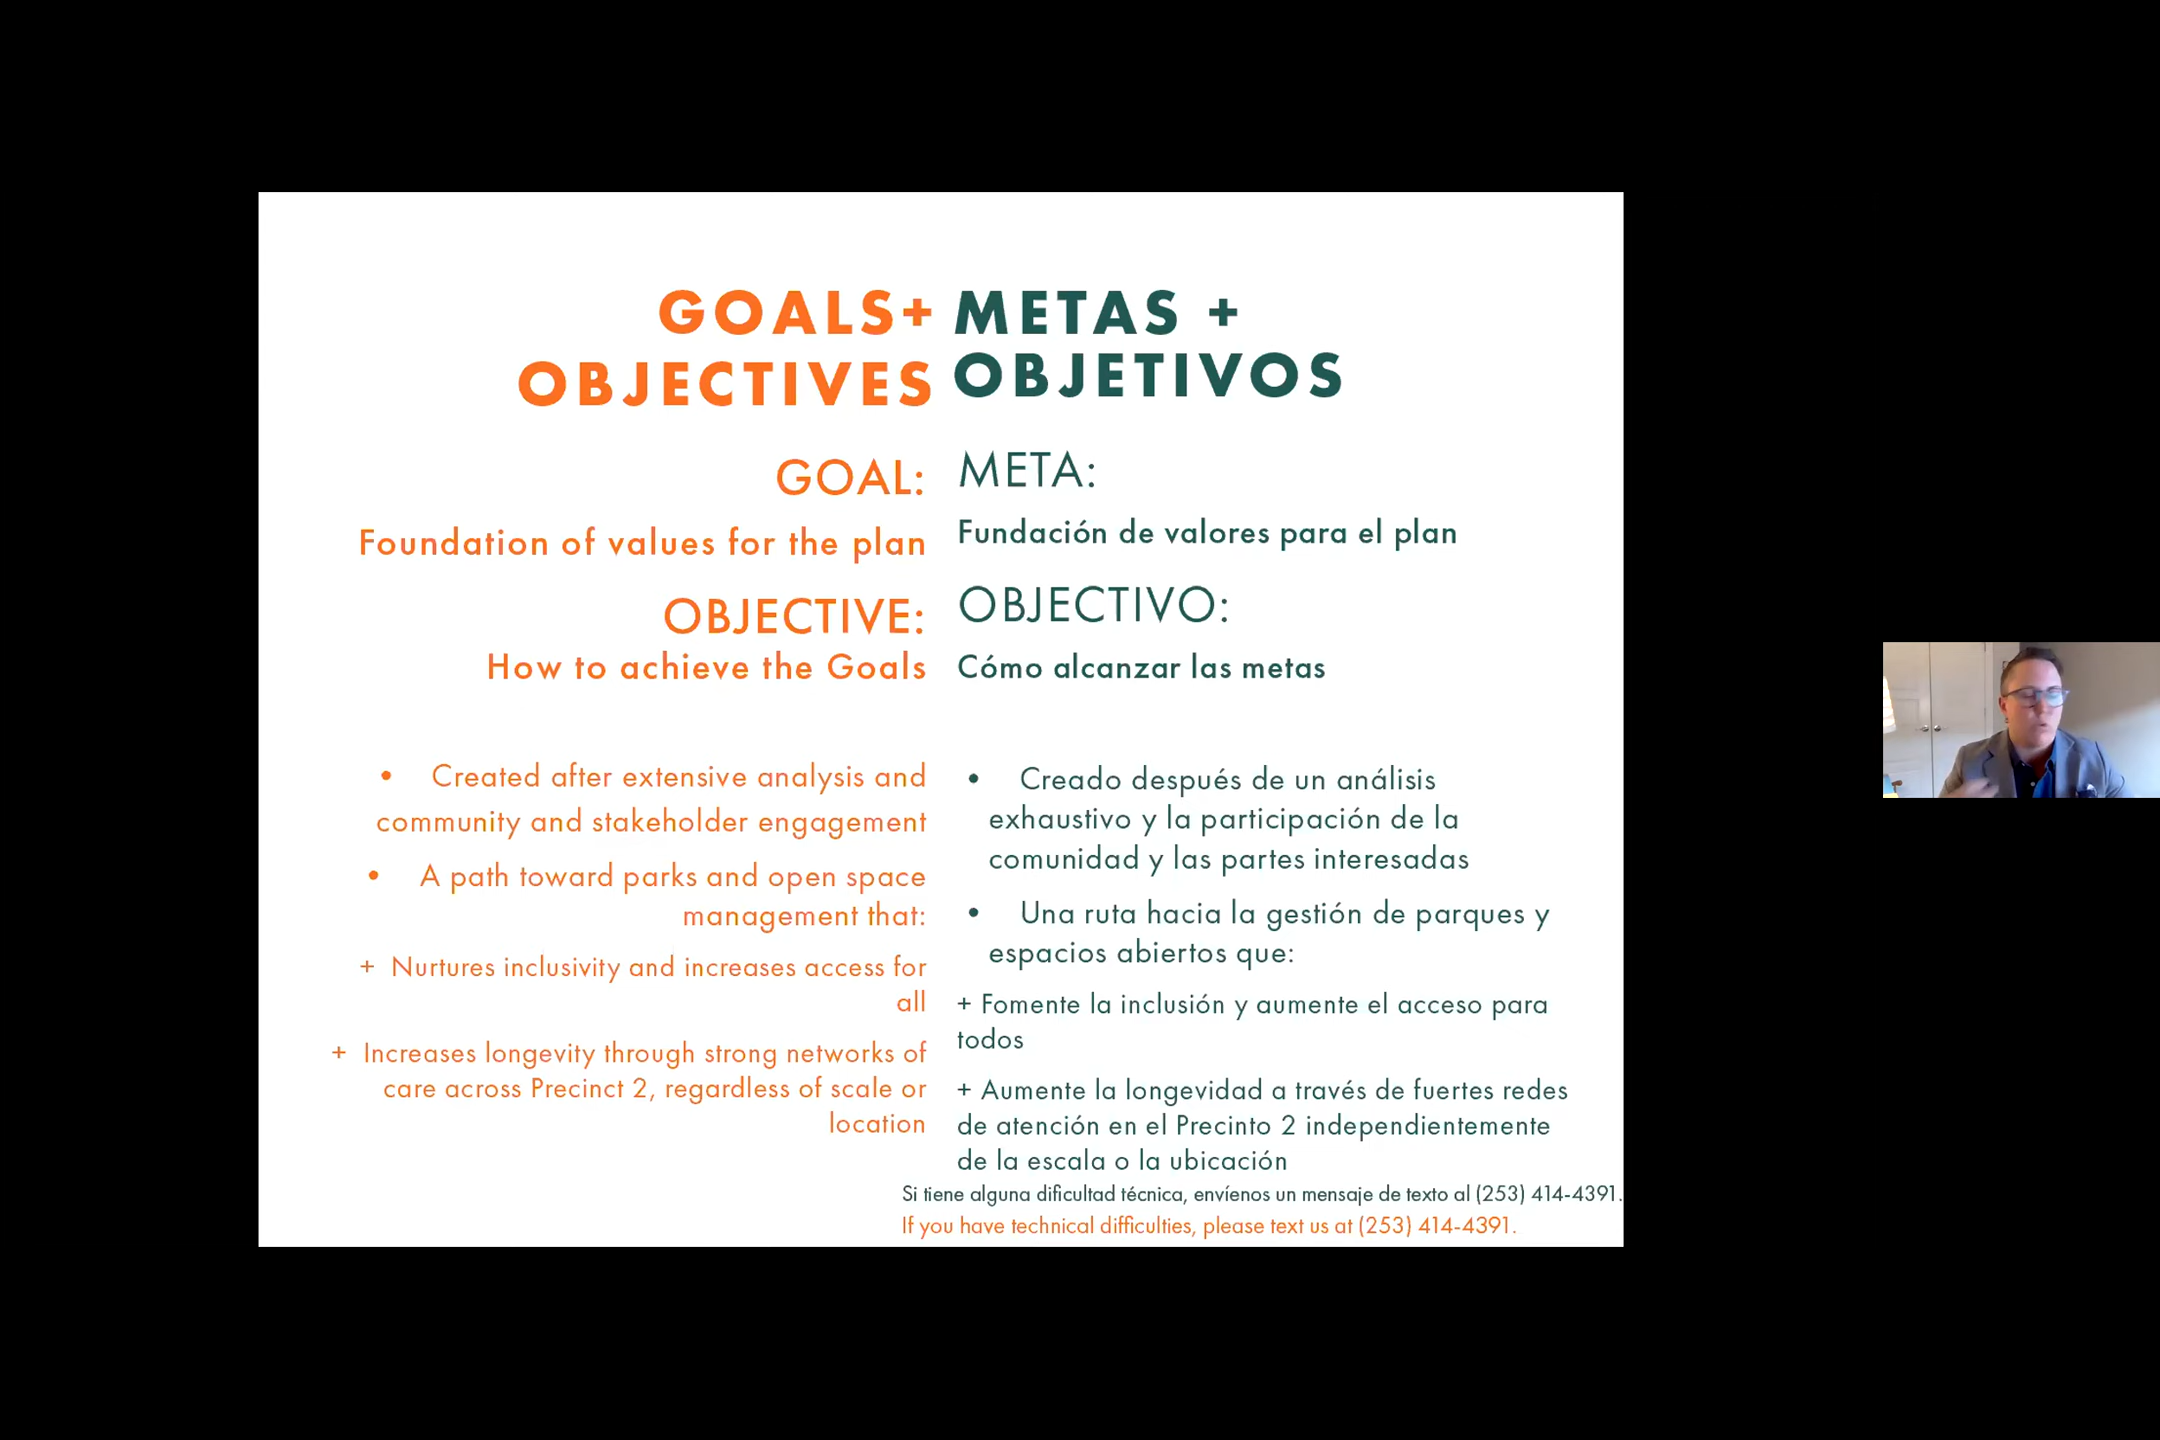 GOALS+
OBJECTIVES
GOAL:
Foundation of values for the plan
OBJECTIVE:
How to achieve the Goals
• Created after extensive analysis and
community and stakeholder engagement
• A path toward parks and open space
management that:
+ Nurtures inclusivity and increases access for
all
+ Increases longevity through strong networks of
care across Precinct 2, regardless of scale or
location
METAS +
OBJETIVOS
META:
Fundación de valores para el plan
OBJECTIVO:
Cómo alcanzar las metas
• Creado después de un análisis
exhaustivo y la participación de la
comunidad y las partes interesadas
• Una ruta hacia la gestión de parques y
espacios abiertos que:
+ Fomente la inclusión y aumente el acceso para
todos
+ Aumente la longevidad a través de fuertes redes
de atención en el Precinto 2 independientemente
de la escala o la ubicación
Si tiene alguna dificultad técnica, envíenos un mensaje de texto al (253) 414-4391.
If you have technical difficulties, please text us at (253) 414-4391.